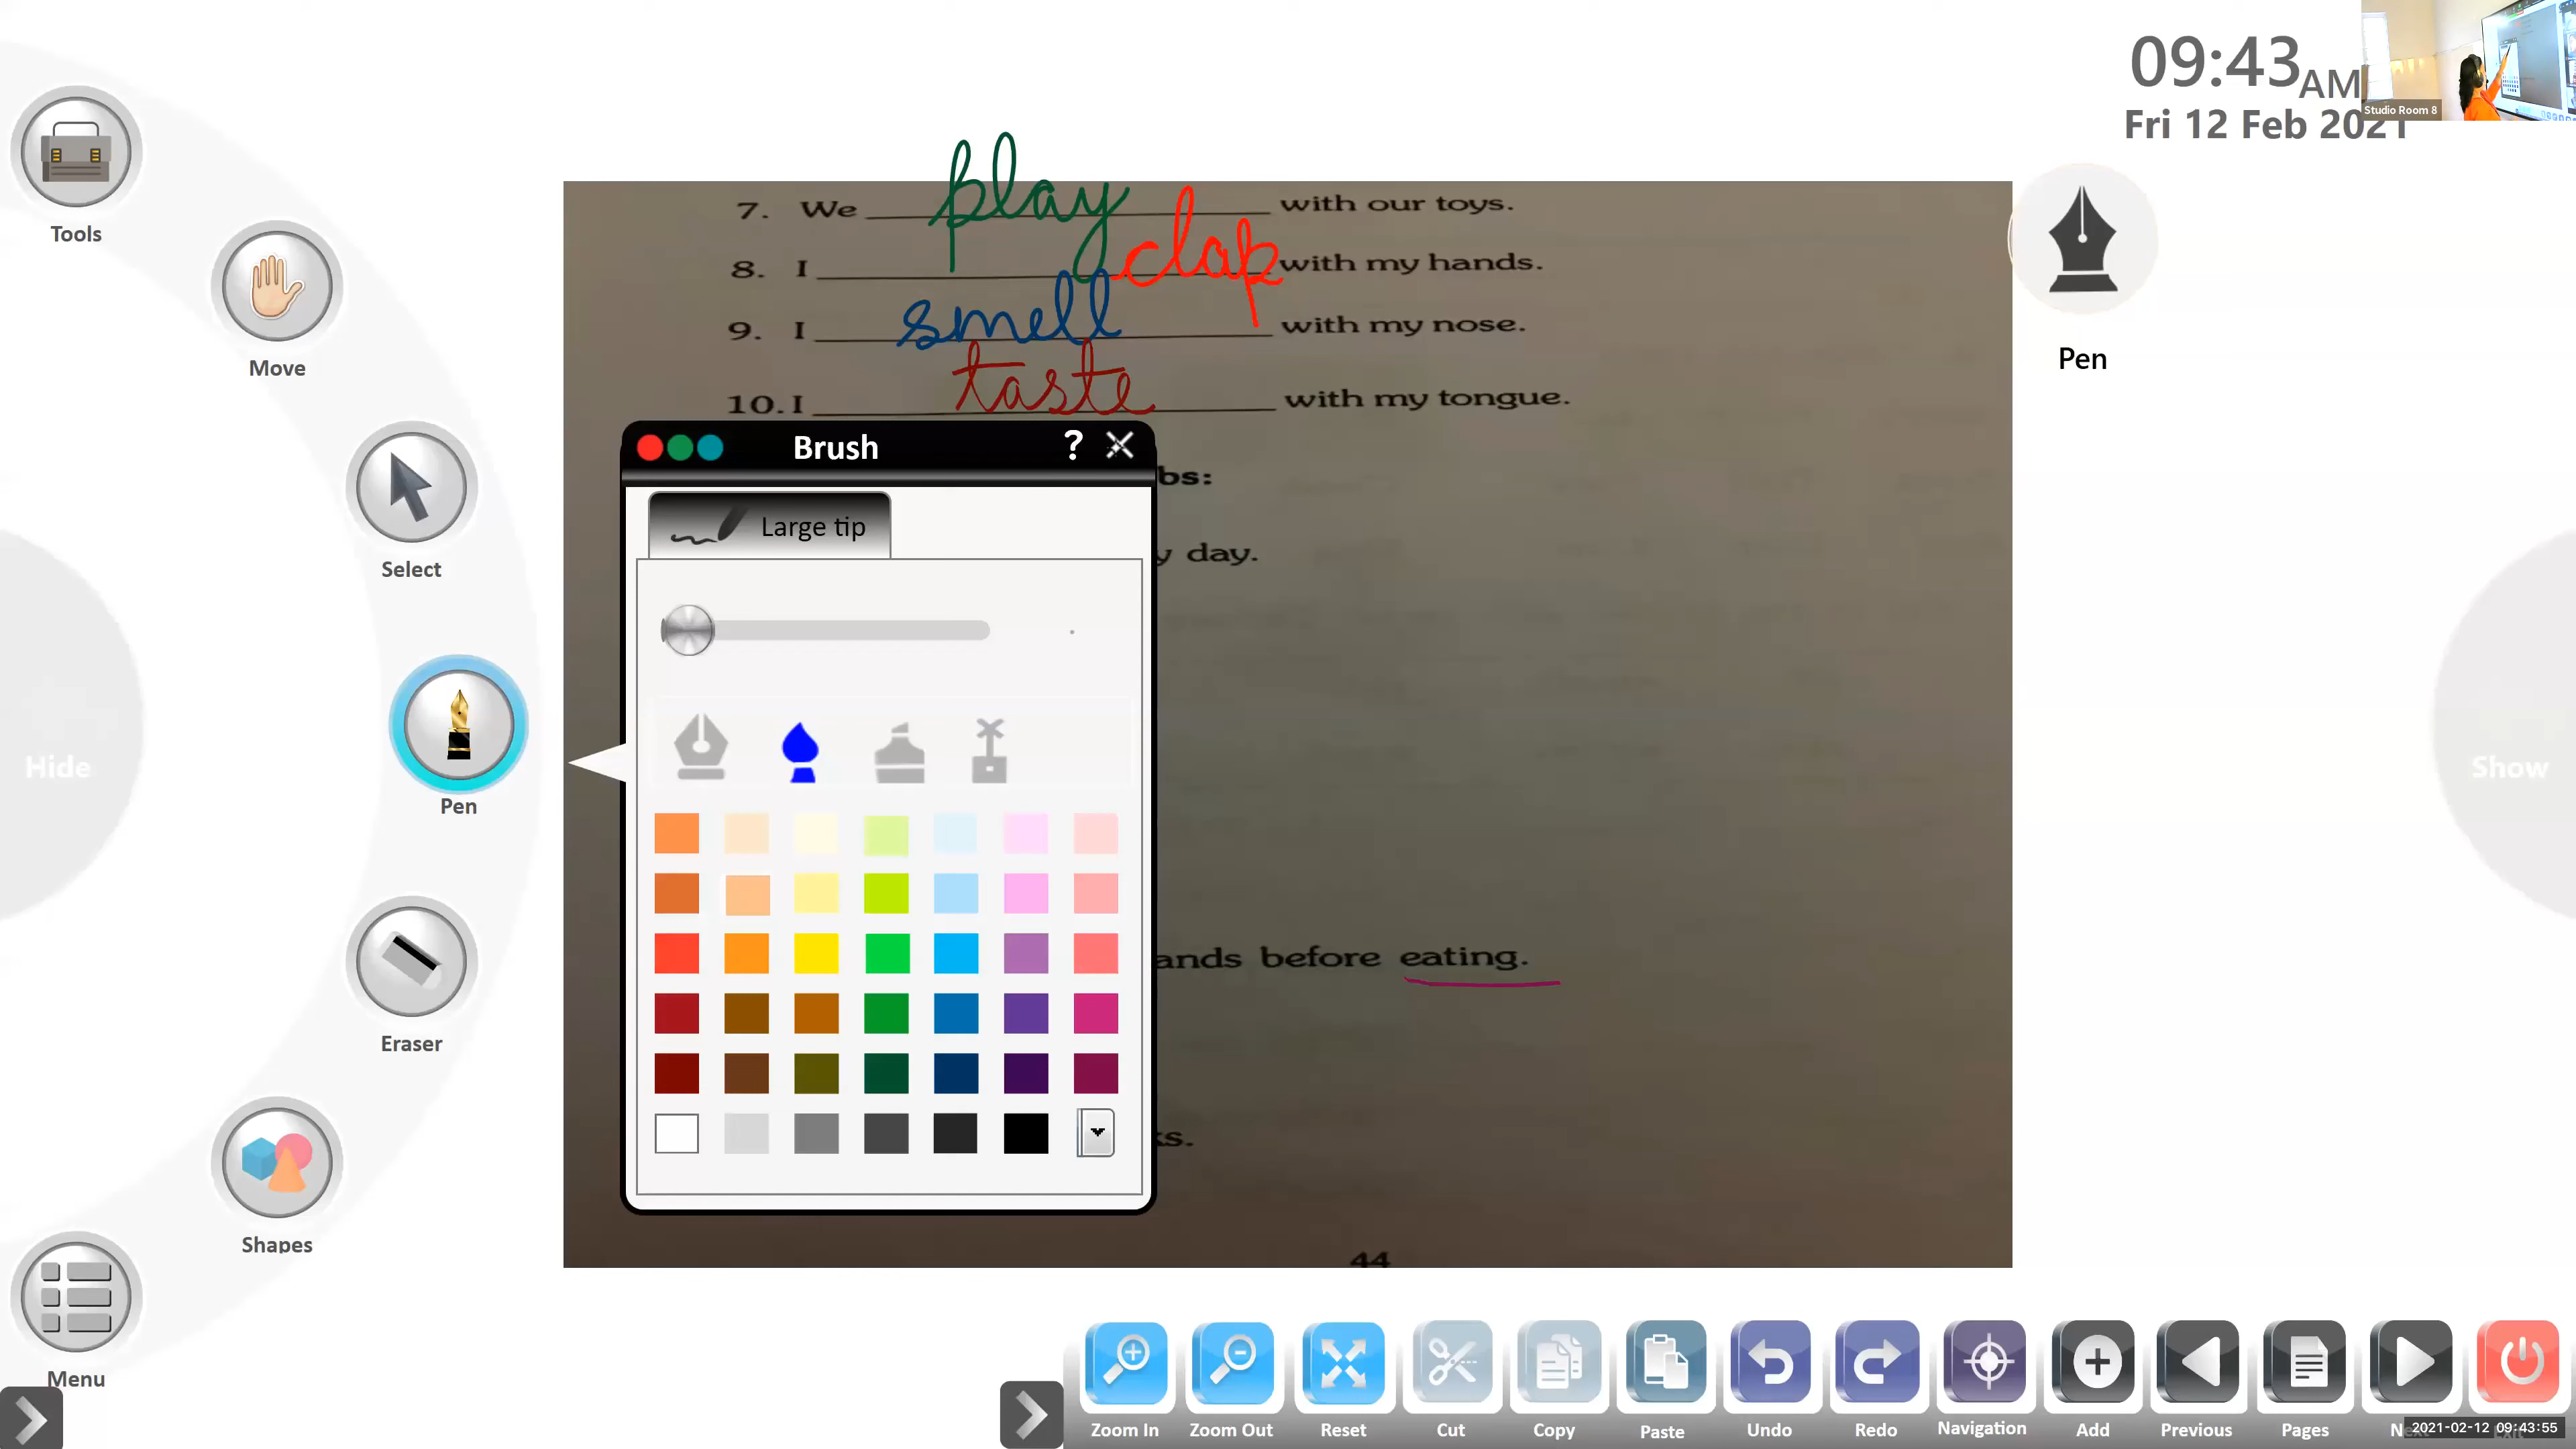 09:43 AM
Fri 12 Feb 2021
Studio Room 8
Tools
Move
Select
Pen
Eraser
Shapes
Menu
Hide
Show
Pen
7. We play with our toys.
8. I clap with my hands.
9. I smell with my nose.
10. I taste with my tongue.
Brush ?
bs:
Large tip
y day.
ands before eating.
ks.
44
Zoom In Zoom Out Reset Cut Copy Paste Undo Redo Navigation Add Previous Pages
2021-02-12 09:43:55